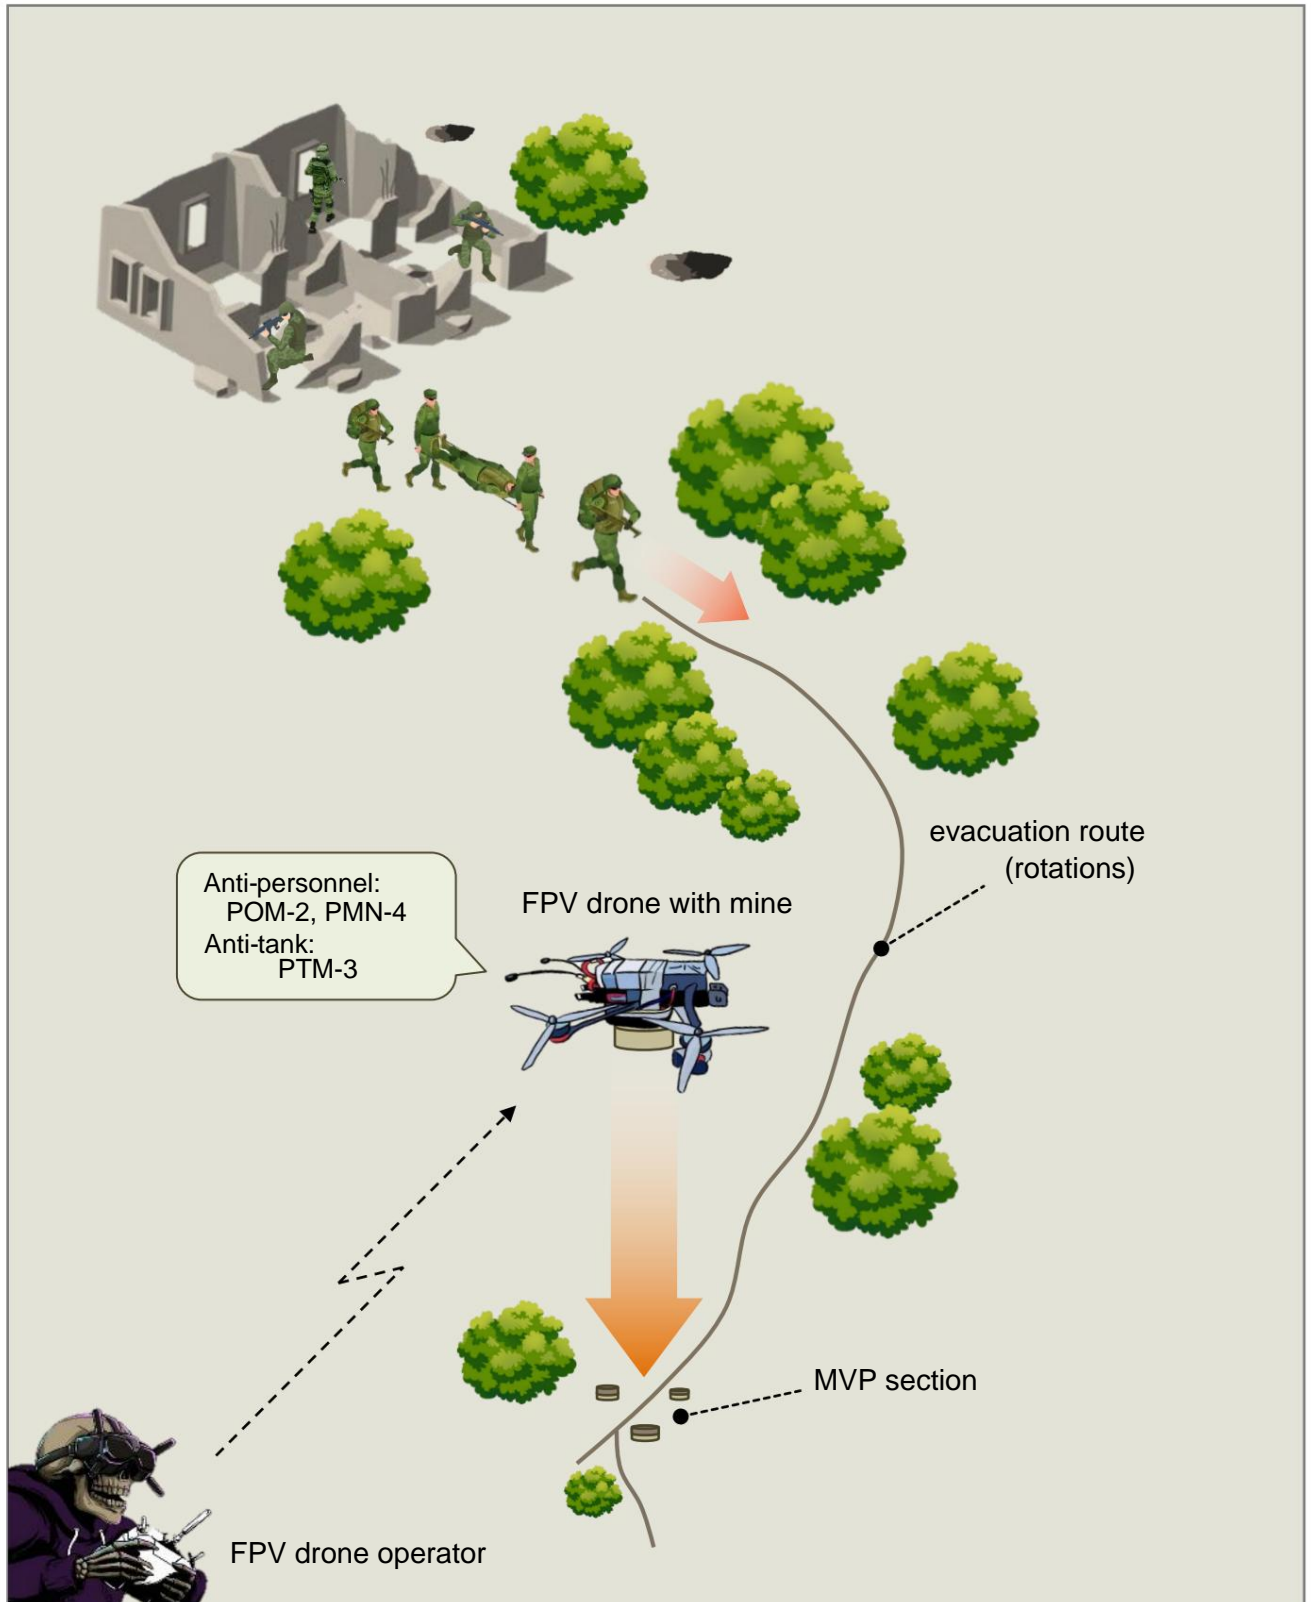 evacuation route
(rotations)
Anti-personnel:
POM-2, PMN-4
Anti-tank:
PTM-3
FPV drone with mine
MVP section
FPV drone operator